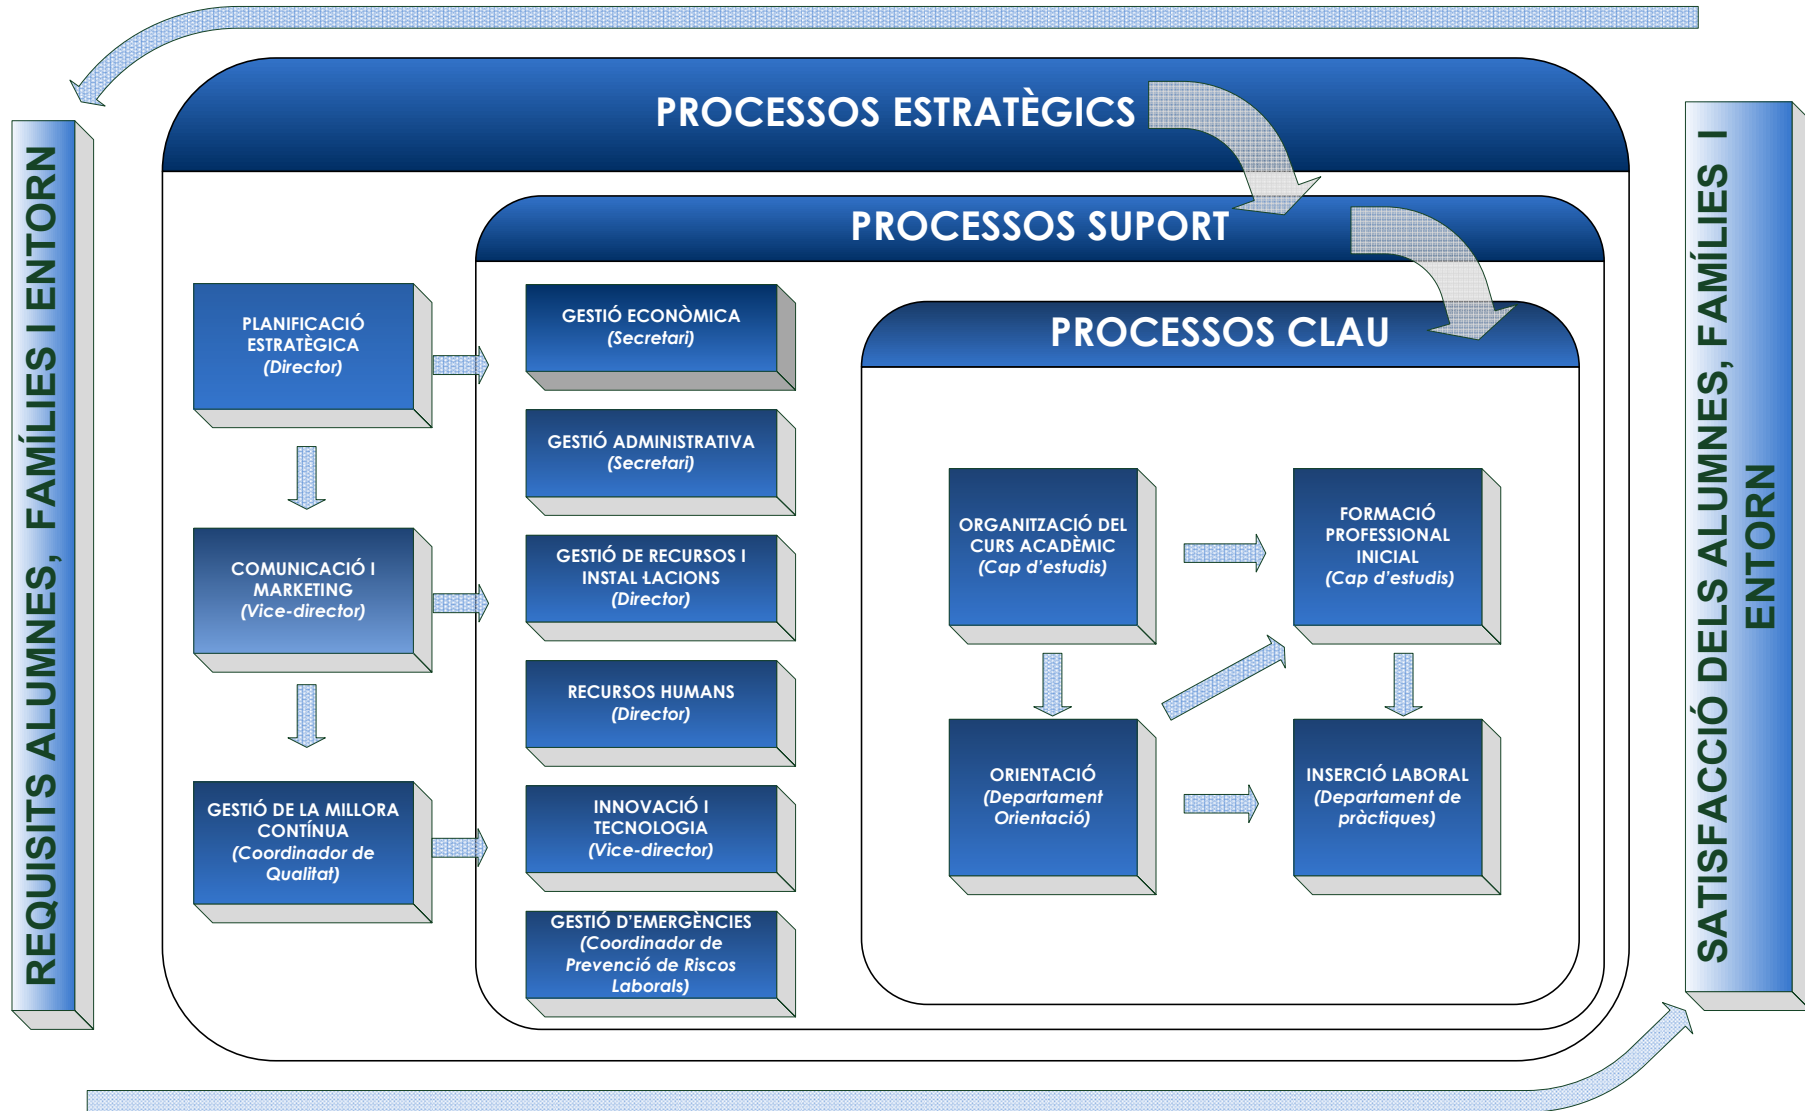 REQUISITS ALUMNES, FAMÍLIES I ENTORN
PROCESSOS ESTRATÈGICS
PLANIFICACIÓ
ESTRATÈGICA
(Director)
COMUNICACIÓ I
MARKETING
(Vice-director)
GESTIÓ DE LA MILLORA
CONTÍNUA
(Coordinador de
Qualitat)
PROCESSOS SUPORT
GESTIÓ ECONÒMICA
(Secretari)
GESTIÓ ADMINISTRATIVA
(Secretari)
GESTIÓ DE RECURSOS I
INSTAL·LACIONS
(Director)
RECURSOS HUMANS
(Director)
INNOVACIÓ I
TECNOLOGIA
(Vice-director)
GESTIÓ D'EMERGÈNCIES
(Coordinador de
Prevenció de Riscos
Laborals)
PROCESSOS CLAU
ORGANITZACIÓ DEL
CURS ACADÈMIC
(Cap d'estudis)
FORMACIÓ
PROFESSIONAL
INICIAL
(Cap d'estudis)
ORIENTACIÓ
(Departament
Orientació)
INSERCIÓ LABORAL
(Departament de
pràctiques)
SATISFACCIÓ DELS ALUMNES, FAMÍLIES I
ENTORN